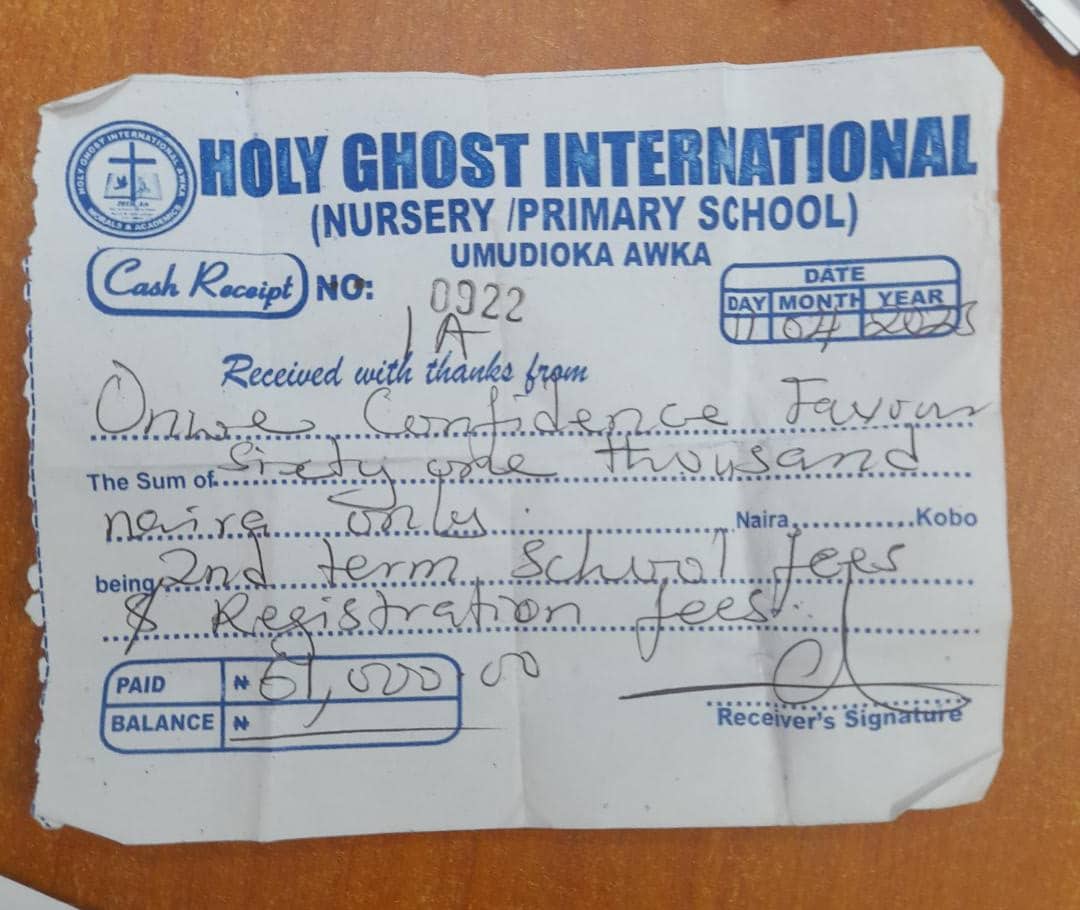 HOLY GHOST INTERNATIONAL AWKA
MORALS & ACADEMICS
HOLY GHOST INTERNATIONAL
(NURSERY /PRIMARY SCHOOL)
UMUDIOKA AWKA
Cash Receipt NO: 0922
1A
DATE
DAY MONTH YEAR
11 04 2025
Received with thanks from
Onwe Confidence Favour
The Sum of Sixty one thousand
naira only. Naira Kobo
being 2nd term School fees
& Registration fees.
PAID ₦ 61,000.00
BALANCE ₦
Receiver's Signature